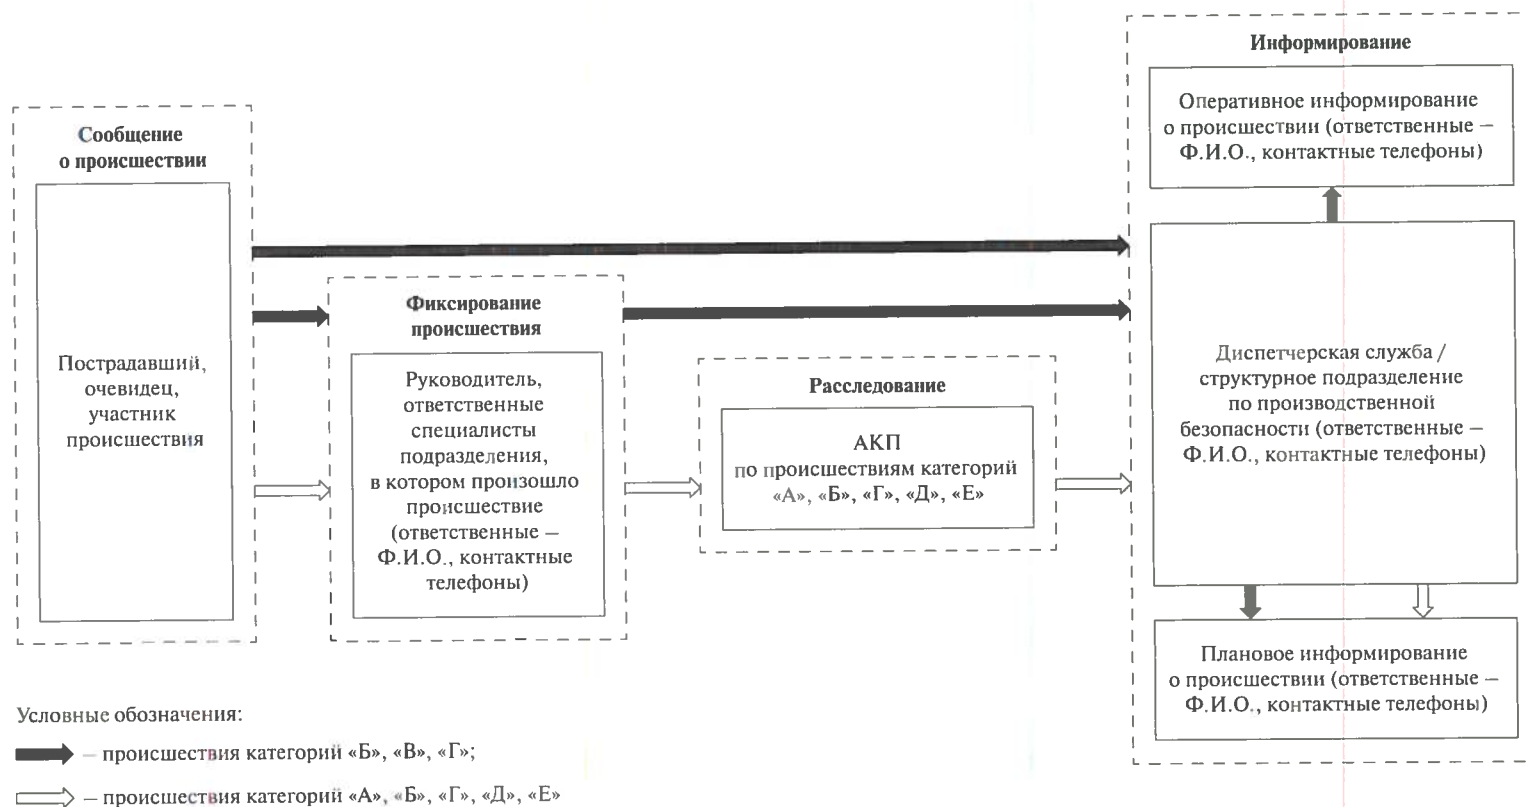 Сообщение
о происшествии
Пострадавший,
очевидец,
участник
происшествия
Фиксирование
происшествия
Руководитель,
ответственные
специалисты
подразделения,
в котором произошло
происшествие
(ответственные –
Ф.И.О., контактные
телефоны)
Расследование
АКП
по происшествиям категорий
«А», «Б», «Г», «Д», «Е»
Информирование
Оперативное информирование
о происшествии (ответственные –
Ф.И.О., контактные телефоны)
Диспетчерская служба /
структурное подразделение
по производственной
безопасности (ответственные –
Ф.И.О., контактные телефоны)
Плановое информирование
о происшествии (ответственные –
Ф.И.О., контактные телефоны)
Условные обозначения:
– происшествия категорий «Б», «В», «Г»;
– происшествия категорий «А», «Б», «Г», «Д», «Е»